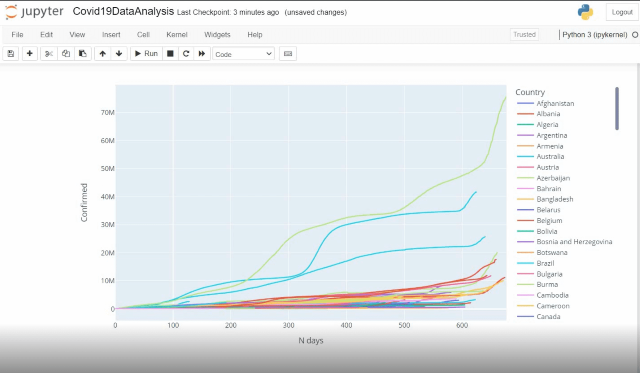 jupyter Covid19DataAnalysis Last Checkpoint: 3 minutes ago (unsaved changes) Logout
File Edit View Insert Cell Kernel Widgets Help Trusted Python 3 (ipykernel)
Run Code
Country
Afghanistan
Albania
Algeria
Argentina
Armenia
Australia
Austria
Azerbaijan
Bahrain
Bangladesh
Belarus
Belgium
Bolivia
Bosnia and Herzegovina
Botswana
Brazil
Bulgaria
Burma
Cambodia
Cameroon
Canada
Confirmed
70M
60M
50M
40M
30M
20M
10M
0
0 100 200 300 400 500 600
N days